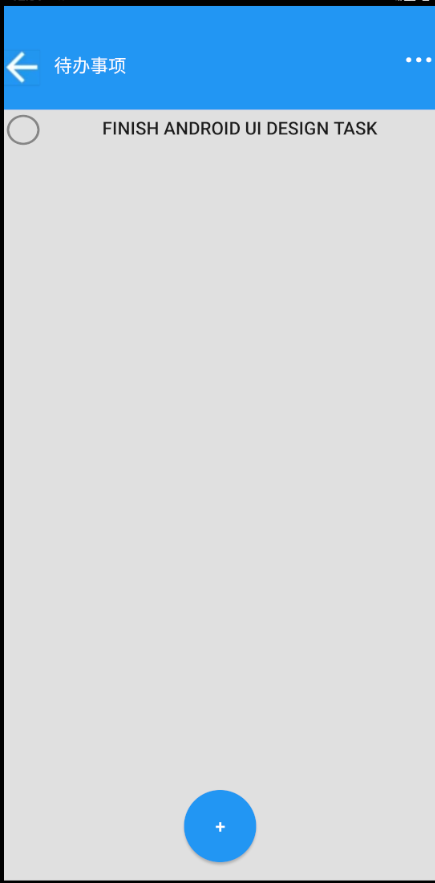 待办事项
FINISH ANDROID UI DESIGN TASK
+